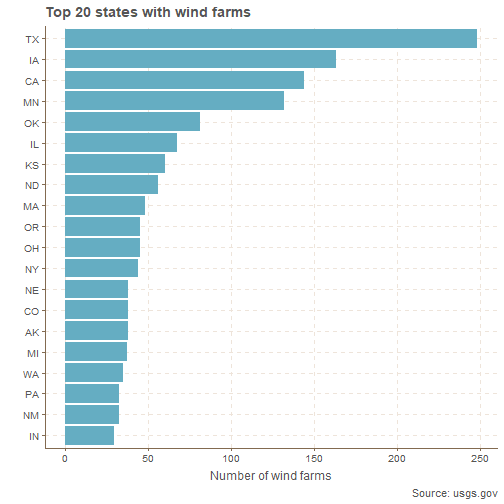 Top 20 states with wind farms
TX
IA
CA
MN
OK
IL
KS
ND
MA
OR
OH
NY
NE
CO
AK
MI
WA
PA
NM
IN
0 50 100 150 200 250
Number of wind farms
Source: usgs.gov